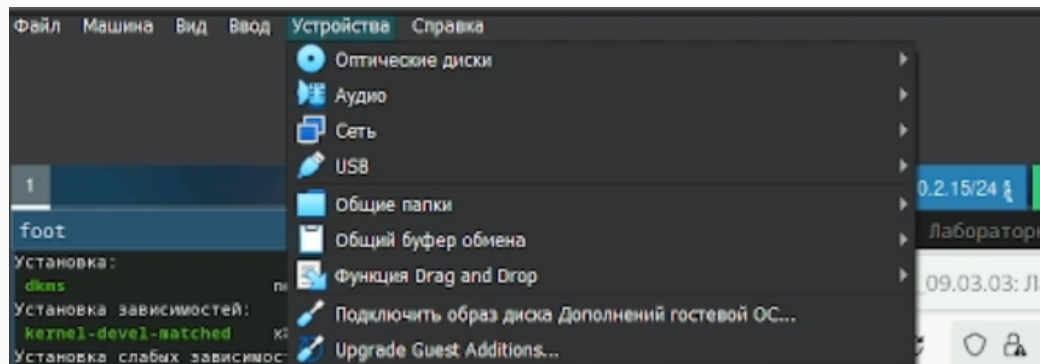 Файл Машина Вид Ввод Устройства Справка
Оптические диски
Аудио
Сеть
USB
1
0.2.15/24
Общие папки
foot
Общий буфер обмена
Лаборатор
Установка:
dkms
Функция Drag and Drop
_09.03.03: Л
Установка зависимостей:
Подключить образ диска Дополнений гостевой ОС...
kernel-devel-matched
Установка слабых зависимос
Upgrade Guest Additions...